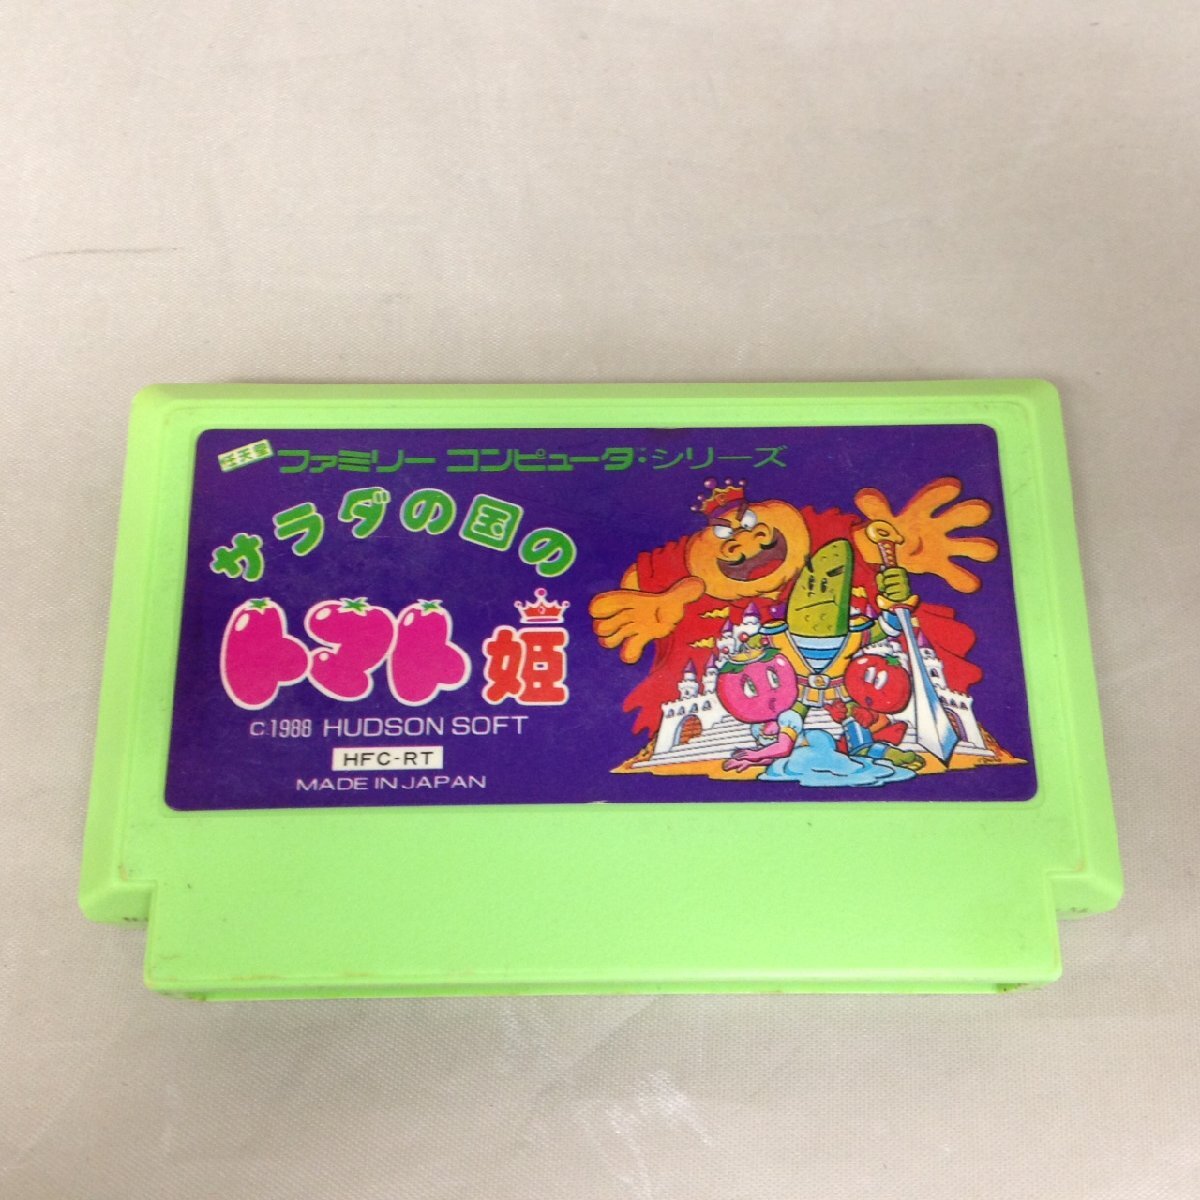 任天堂 ファミリー コンピュータ・シリーズ
サラダの国の
トマト姫
C.1988 HUDSON SOFT
HFC-RT
MADE IN JAPAN